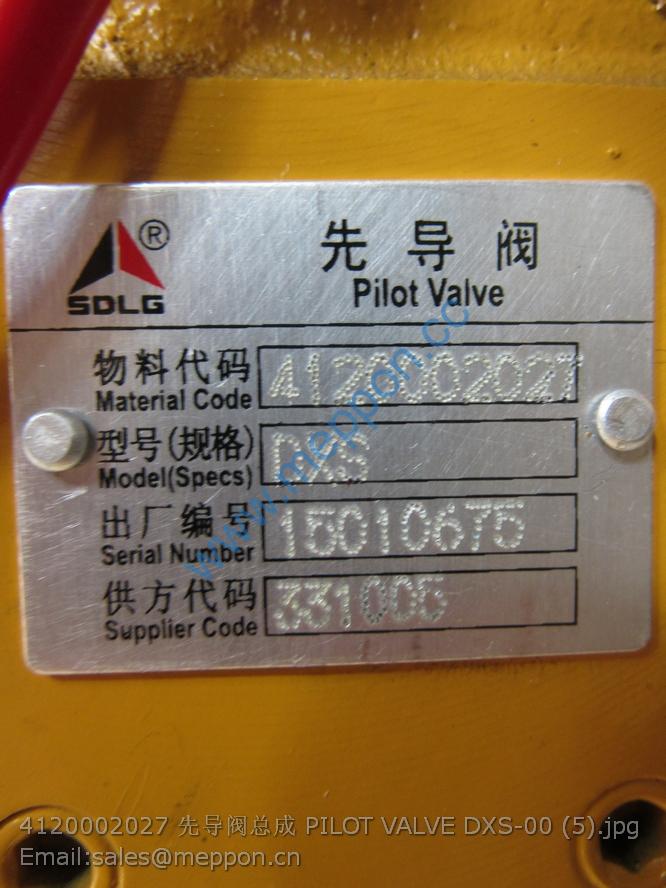 ®
SDLG
先导阀
Pilot Valve
物料代码
Material Code
4120002027
型号(规格)
Model(Specs)
DXS
出厂编号
Serial Number
15010675
供方代码
Supplier Code
331006
www.meppon.cc
4120002027 先导阀总成 PILOT VALVE DXS-00 (5).jpg
Email:sales@meppon.cn